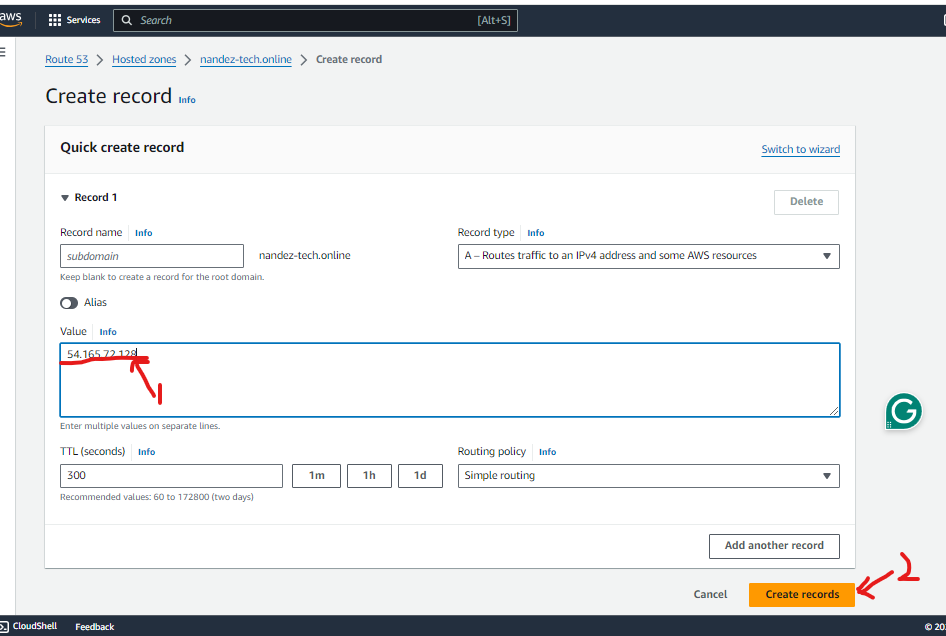 aws Services Search [Alt+S]
Route 53 > Hosted zones > nandez-tech.online > Create record
Create record Info
Quick create record
Switch to wizard
▼ Record 1
Delete
Record name Info
Record type Info
subdomain nandez-tech.online
A – Routes traffic to an IPv4 address and some AWS resources
Keep blank to create a record for the root domain.
Alias
Value Info
54.165.72.128
1
Enter multiple values on separate lines.
TTL (seconds) Info
Routing policy Info
300 1m 1h 1d
Simple routing
Recommended values: 60 to 172800 (two days)
Add another record
2
Cancel Create records
CloudShell Feedback ©
G